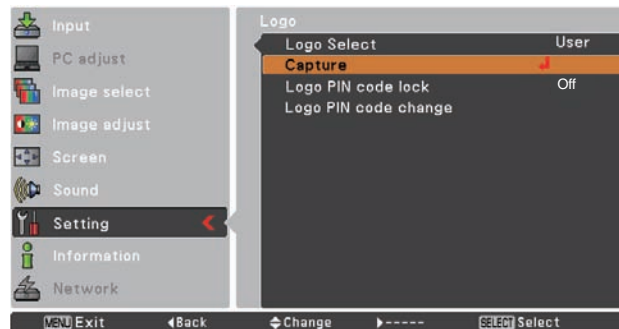 Input
PC adjust
Image select
Image adjust
Screen
Sound
Setting
Information
Network
Logo
Logo Select User
Capture
Logo PIN code lock Off
Logo PIN code change
MENU Exit Back Change ----- SELECT Select